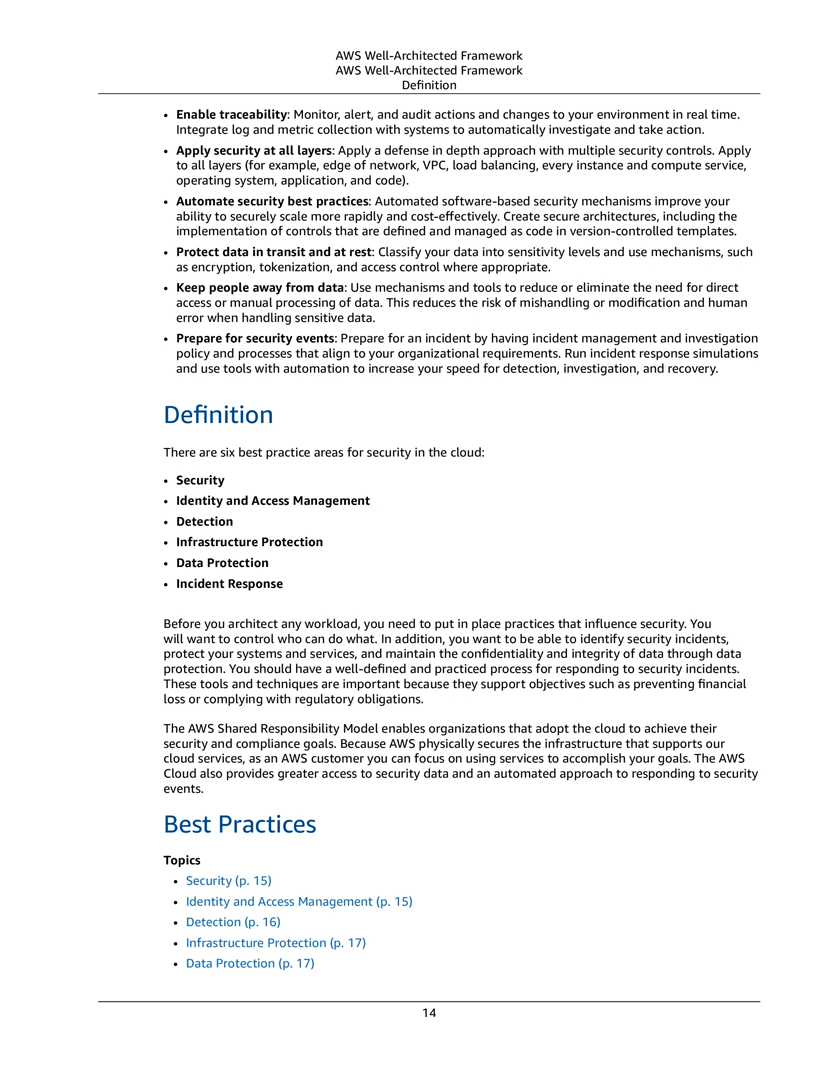 AWS Well-Architected Framework
AWS Well-Architected Framework
Definition
• Enable traceability: Monitor, alert, and audit actions and changes to your environment in real time.
Integrate log and metric collection with systems to automatically investigate and take action.
• Apply security at all layers: Apply a defense in depth approach with multiple security controls. Apply
to all layers (for example, edge of network, VPC, load balancing, every instance and compute service,
operating system, application, and code).
• Automate security best practices: Automated software-based security mechanisms improve your
ability to securely scale more rapidly and cost-effectively. Create secure architectures, including the
implementation of controls that are defined and managed as code in version-controlled templates.
• Protect data in transit and at rest: Classify your data into sensitivity levels and use mechanisms, such
as encryption, tokenization, and access control where appropriate.
• Keep people away from data: Use mechanisms and tools to reduce or eliminate the need for direct
access or manual processing of data. This reduces the risk of mishandling or modification and human
error when handling sensitive data.
• Prepare for security events: Prepare for an incident by having incident management and investigation
policy and processes that align to your organizational requirements. Run incident response simulations
and use tools with automation to increase your speed for detection, investigation, and recovery.
Definition
There are six best practice areas for security in the cloud:
• Security
• Identity and Access Management
• Detection
• Infrastructure Protection
• Data Protection
• Incident Response
Before you architect any workload, you need to put in place practices that influence security. You
will want to control who can do what. In addition, you want to be able to identify security incidents,
protect your systems and services, and maintain the confidentiality and integrity of data through data
protection. You should have a well-defined and practiced process for responding to security incidents.
These tools and techniques are important because they support objectives such as preventing financial
loss or complying with regulatory obligations.
The AWS Shared Responsibility Model enables organizations that adopt the cloud to achieve their
security and compliance goals. Because AWS physically secures the infrastructure that supports our
cloud services, as an AWS customer you can focus on using services to accomplish your goals. The AWS
Cloud also provides greater access to security data and an automated approach to responding to security
events.
Best Practices
Topics
• Security (p. 15)
• Identity and Access Management (p. 15)
• Detection (p. 16)
• Infrastructure Protection (p. 17)
• Data Protection (p. 17)
14